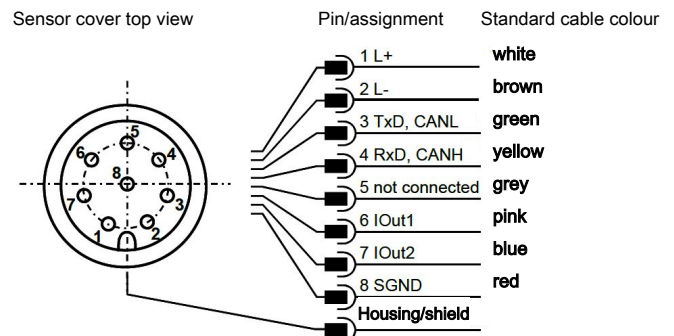 Sensor cover top view Pin/assignment Standard cable colour
1 L+ white
2 L- brown
3 TxD, CANL green
4 RxD, CANH yellow
5 not connected grey
6 IOut1 pink
7 IOut2 blue
8 SGND red
Housing/shield
5
6 4
8
7 3
1 2